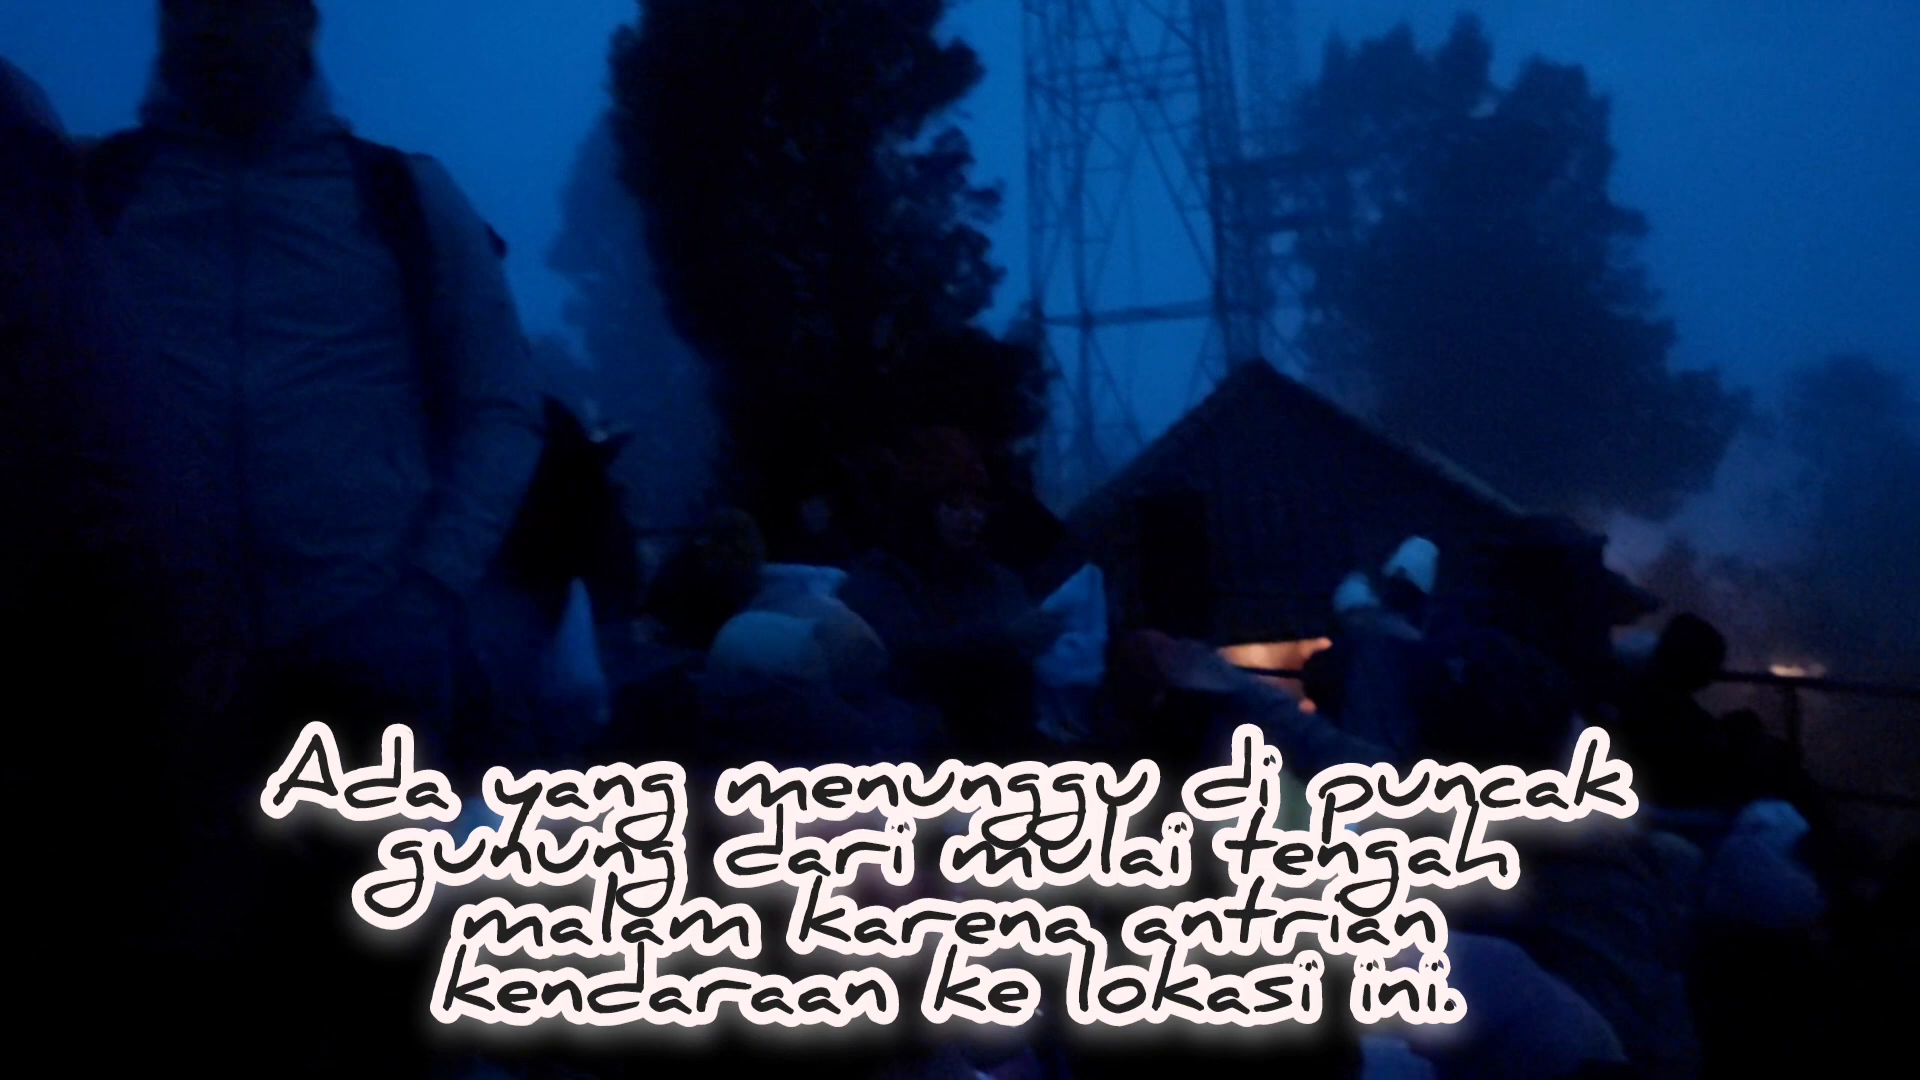 Ada yang menunggu di puncak
gunung dari mulai tengah
malam karena antrian
kendaraan ke lokasi ini.